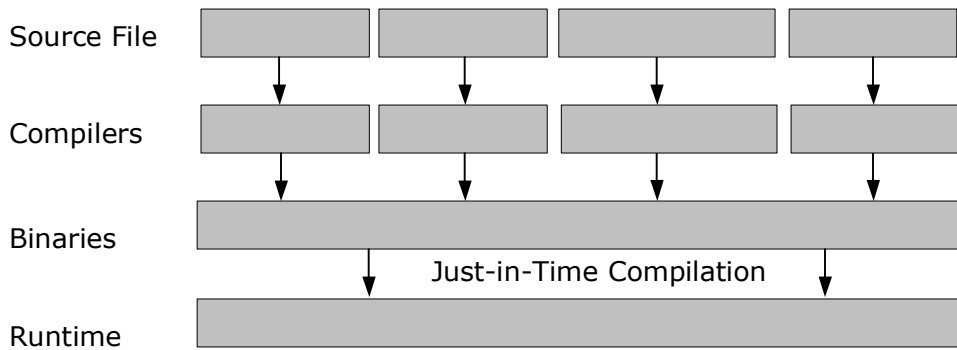 Source File
Compilers
Binaries
Just-in-Time Compilation
Runtime